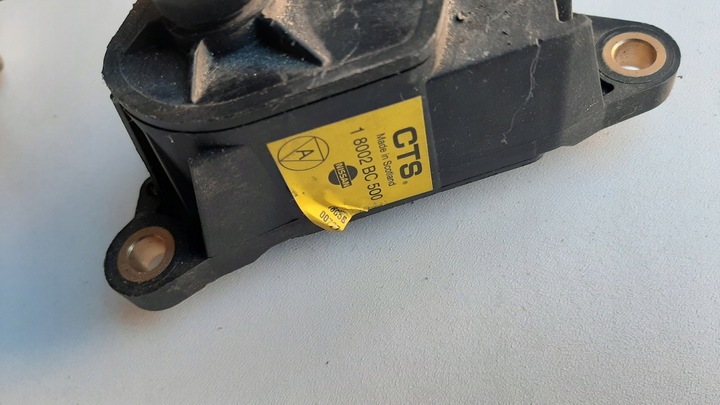 CTS®
Made in Scotland
1 8002 BC 500
A
NISSAN